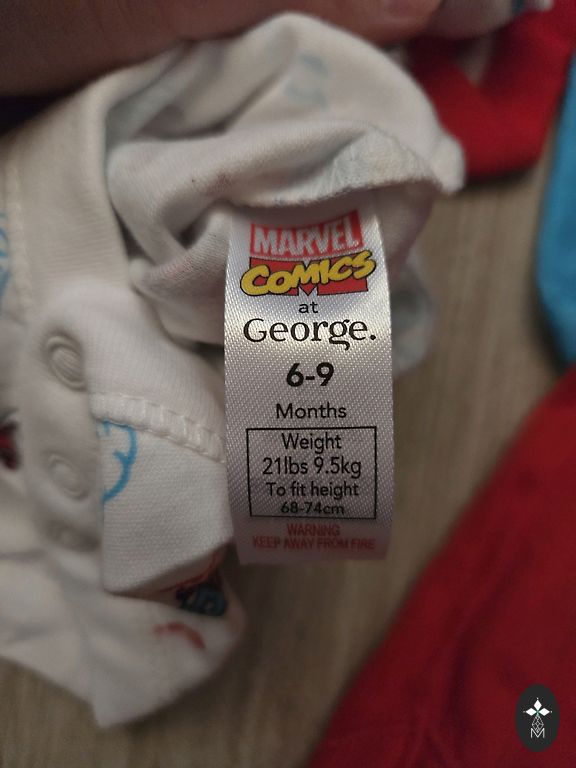 MARVEL
COMICS
at
George.
6-9
Months
Weight
21lbs 9.5kg
To fit height
68-74cm
WARNING
KEEP AWAY FROM FIRE
M